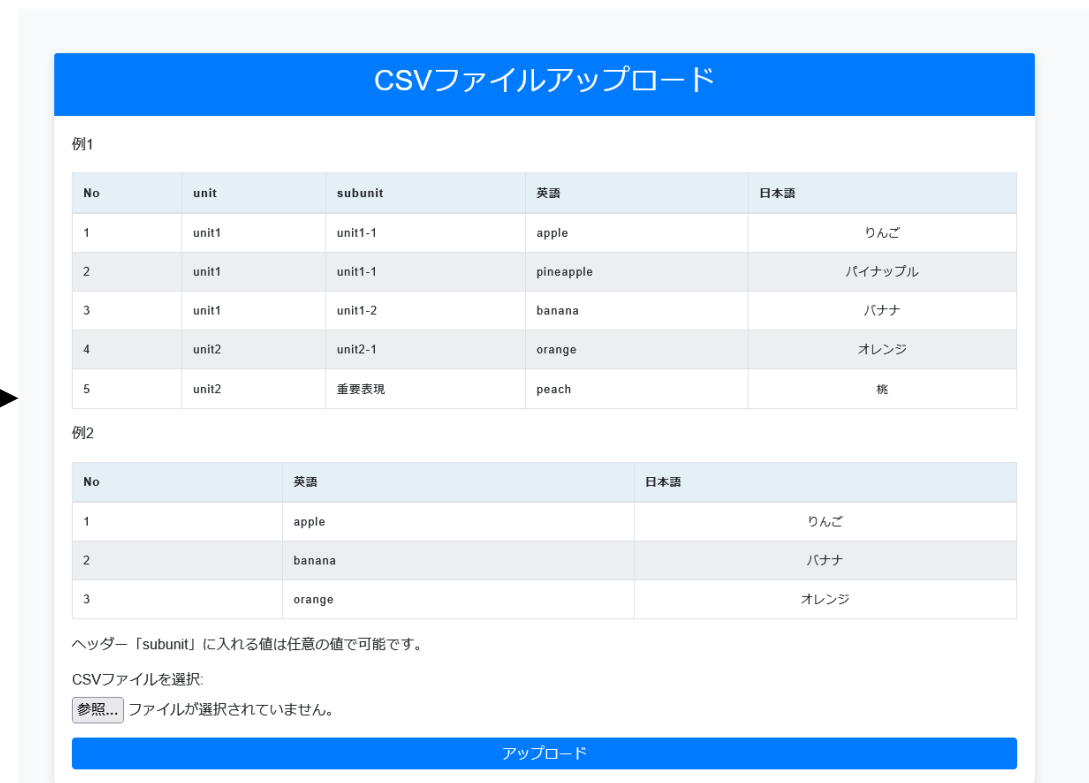 CSVファイルアップロード
例1
No unit subunit 英語 日本語
1 unit1 unit1-1 apple りんご
2 unit1 unit1-1 pineapple パイナップル
3 unit1 unit1-2 banana バナナ
4 unit2 unit2-1 orange オレンジ
5 unit2 重要表現 peach 桃
例2
No 英語 日本語
1 apple りんご
2 banana バナナ
3 orange オレンジ
ヘッダー「subunit」に入れる値は任意の値で可能です。
CSVファイルを選択:
参照... ファイルが選択されていません。
アップロード